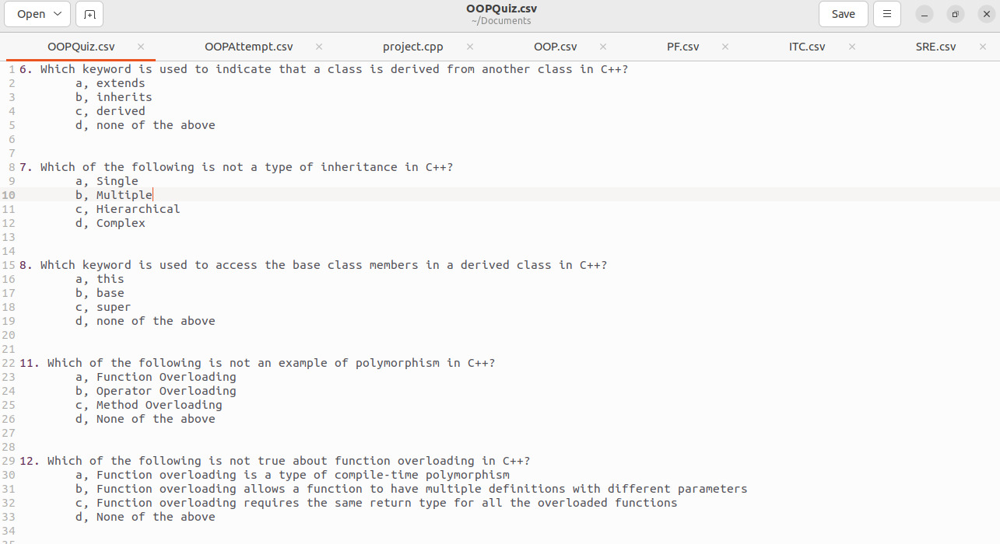 Open
OOPQuiz.csv
~/Documents
Save
OOPQuiz.csv
OOPAttempt.csv
project.cpp
OOP.csv
PF.csv
ITC.csv
SRE.csv
1 6. Which keyword is used to indicate that a class is derived from another class in C++?
2 a, extends
3 b, inherits
4 c, derived
5 d, none of the above
6
7
8 7. Which of the following is not a type of inheritance in C++?
9 a, Single
10 b, Multiple
11 c, Hierarchical
12 d, Complex
13
14
15 8. Which keyword is used to access the base class members in a derived class in C++?
16 a, this
17 b, base
18 c, super
19 d, none of the above
20
21
22 11. Which of the following is not an example of polymorphism in C++?
23 a, Function Overloading
24 b, Operator Overloading
25 c, Method Overloading
26 d, None of the above
27
28
29 12. Which of the following is not true about function overloading in C++?
30 a, Function overloading is a type of compile-time polymorphism
31 b, Function overloading allows a function to have multiple definitions with different parameters
32 c, Function overloading requires the same return type for all the overloaded functions
33 d, None of the above
34
35